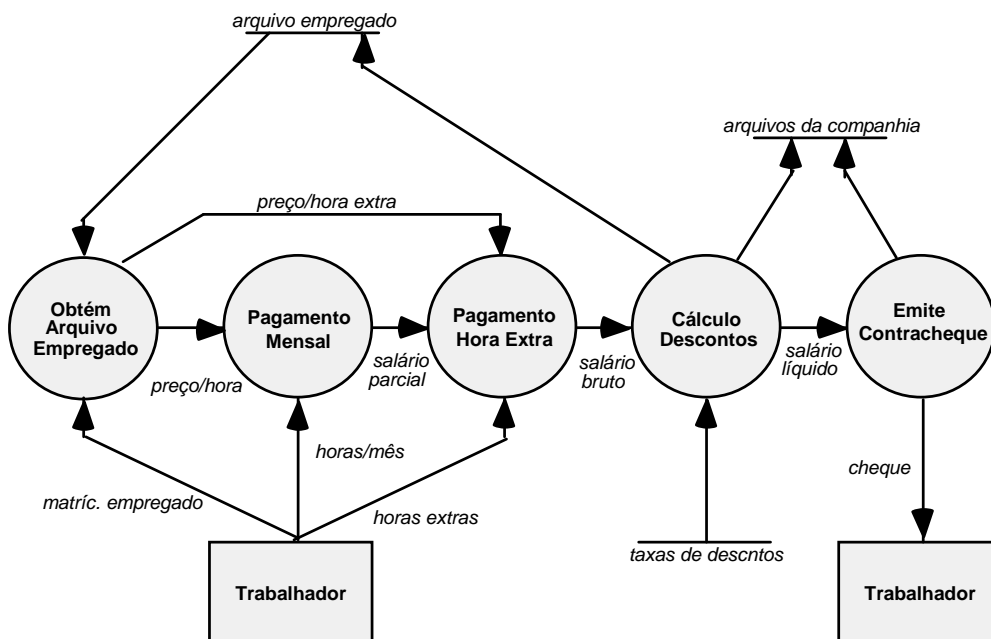 arquivo empregado
arquivos da companhia
preço/hora extra
Obtém
Arquivo
Empregado
Pagamento
Mensal
Pagamento
Hora Extra
Cálculo
Descontos
Emite
Contracheque
preço/hora
salário
parcial
salário
bruto
salário
líquido
horas/mês
matríc. empregado
horas extras
cheque
taxas de descntos
Trabalhador
Trabalhador